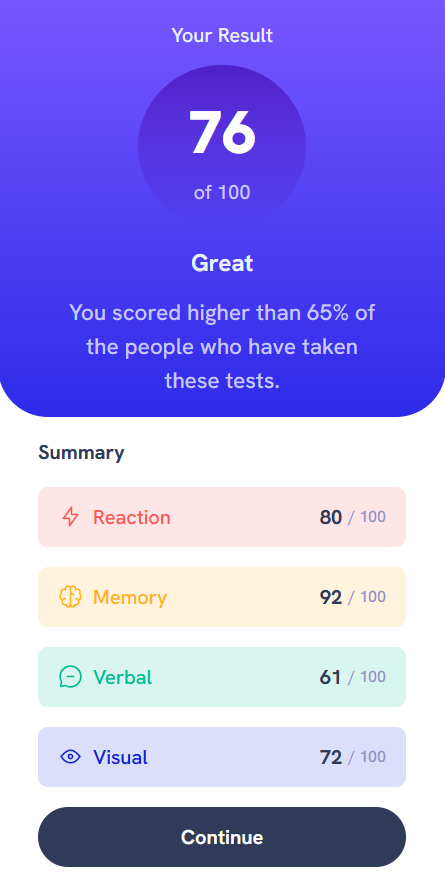 Your Result
76
of 100
Great
You scored higher than 65% of
the people who have taken
these tests.
Summary
Reaction 80 / 100
Memory 92 / 100
Verbal 61 / 100
Visual 72 / 100
Continue